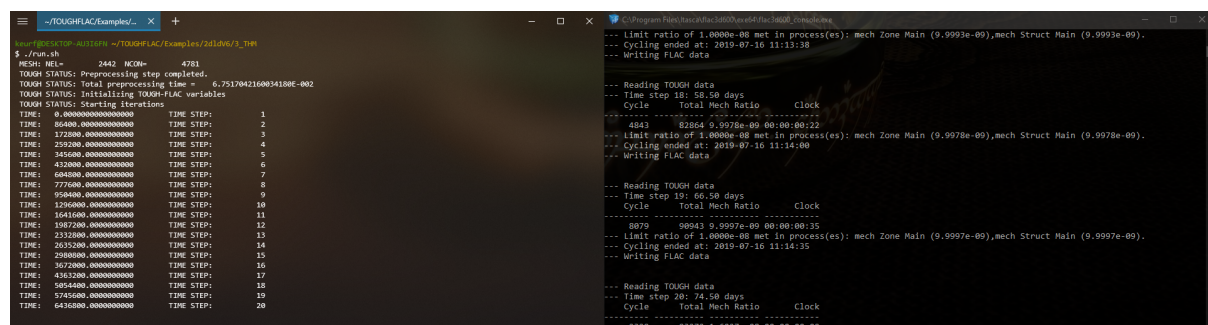 ~/TOUGHFLAC/Examples/...
keurf@DESKTOP-AU3I6FN ~/TOUGHFLAC/Examples/2dldV6/3_THM
$ ./run.sh
MESH: NEL= 2442 NCON= 4781
TOUGH STATUS: Preprocessing step completed.
TOUGH STATUS: Total preprocessing time = 6.7517042160034180E-002
TOUGH STATUS: Initializing TOUGH-FLAC variables
TOUGH STATUS: Starting iterations
TIME: 0.0000000000000000 TIME STEP: 1
TIME: 86400.000000000000 TIME STEP: 2
TIME: 172800.00000000000 TIME STEP: 3
TIME: 259200.00000000000 TIME STEP: 4
TIME: 345600.00000000000 TIME STEP: 5
TIME: 432000.00000000000 TIME STEP: 6
TIME: 604800.00000000000 TIME STEP: 7
TIME: 777600.00000000000 TIME STEP: 8
TIME: 950400.00000000000 TIME STEP: 9
TIME: 1296000.0000000000 TIME STEP: 10
TIME: 1641600.0000000000 TIME STEP: 11
TIME: 1987200.0000000000 TIME STEP: 12
TIME: 2332800.0000000000 TIME STEP: 13
TIME: 2635200.0000000000 TIME STEP: 14
TIME: 2980800.0000000000 TIME STEP: 15
TIME: 3672000.0000000000 TIME STEP: 16
TIME: 4363200.0000000000 TIME STEP: 17
TIME: 5054400.0000000000 TIME STEP: 18
TIME: 5745600.0000000000 TIME STEP: 19
TIME: 6436800.0000000000 TIME STEP: 20
C:\Program Files\Itasca\flac3d600\exe64\flac3d600_console.exe
--- Limit ratio of 1.0000e-08 met in process(es): mech Zone Main (9.9993e-09),mech Struct Main (9.9993e-09).
--- Cycling ended at: 2019-07-16 11:13:38
--- Writing FLAC data
--- Reading TOUGH data
--- Time step 18: 58.50 days
Cycle Total Mech Ratio Clock
--------- ---------- ----------- -----------
4843 82864 9.9978e-09 00:00:00:22
--- Limit ratio of 1.0000e-08 met in process(es): mech Zone Main (9.9978e-09),mech Struct Main (9.9978e-09).
--- Cycling ended at: 2019-07-16 11:14:00
--- Writing FLAC data
--- Reading TOUGH data
--- Time step 19: 66.50 days
Cycle Total Mech Ratio Clock
--------- ---------- ----------- -----------
8079 90943 9.9997e-09 00:00:00:35
--- Limit ratio of 1.0000e-08 met in process(es): mech Zone Main (9.9997e-09),mech Struct Main (9.9997e-09).
--- Cycling ended at: 2019-07-16 11:14:35
--- Writing FLAC data
--- Reading TOUGH data
--- Time step 20: 74.50 days
Cycle Total Mech Ratio Clock
--------- ---------- ----------- -----------